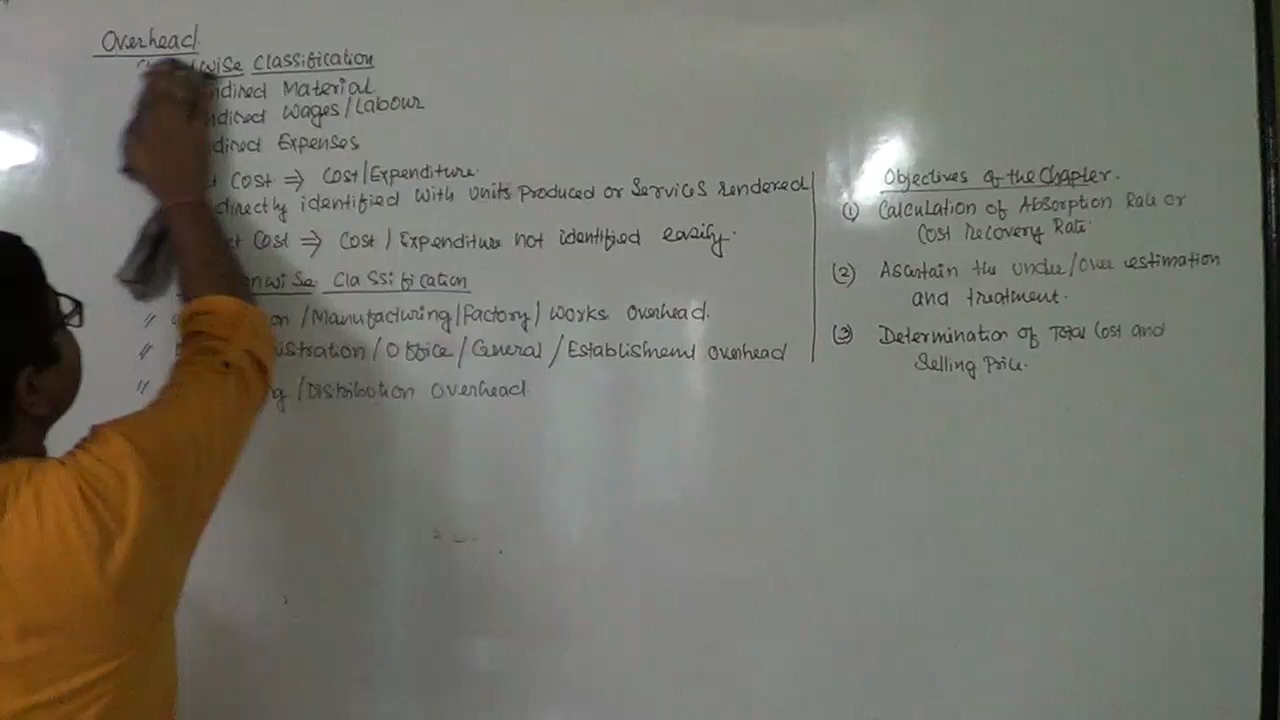 Overhead.
wise Classification
ndirect Material.
ndirect Wages/Labour
ndirect Expenses
Cost ⇒ Cost/Expenditure
directly identified with units produced or Services rendered
Cost ⇒ Cost / Expenditure not identified easily.
nwise Classification
" on /Manufacturing/Factory/Works Overhead.
" istration/Office/General/Establisment overhead
" g /Distribution Overhead
Objectives of the Chapter.
(1) Calculation of Absorption Rate or
Cost recovery Rate.
(2) Ascertain the under/over estimation
and treatment.
(3) Determination of Total Cost and
Selling Price.